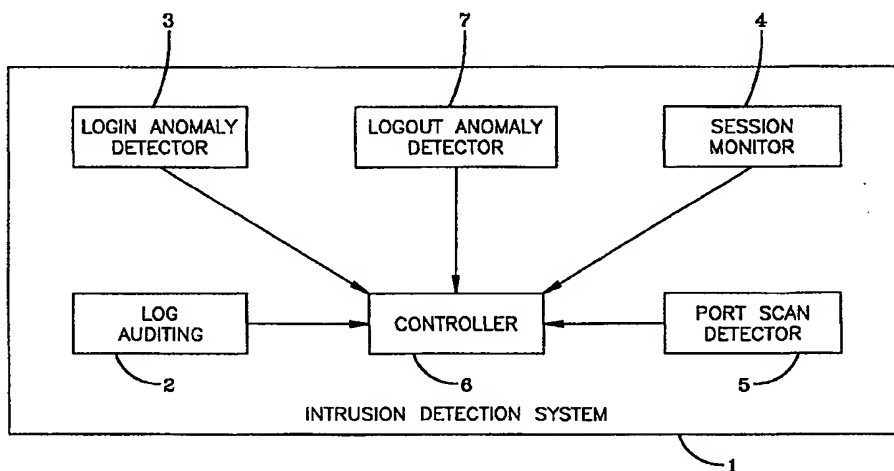 3
7
4
LOGIN ANOMALY
DETECTOR
LOGOUT ANOMALY
DETECTOR
SESSION
MONITOR
LOG
AUDITING
CONTROLLER
PORT SCAN
DETECTOR
2
6
5
INTRUSION DETECTION SYSTEM
1